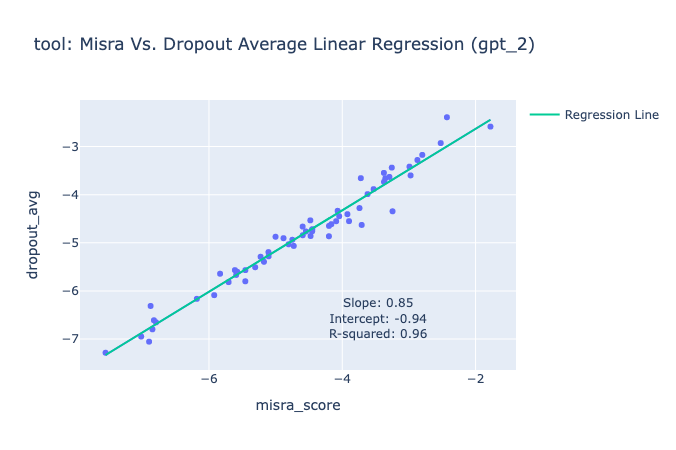 tool: Misra Vs. Dropout Average Linear Regression (gpt_2)
Regression Line
dropout_avg
−3
−4
−5
−6
−7
Slope: 0.85
Intercept: -0.94
R-squared: 0.96
−6
−4
−2
misra_score